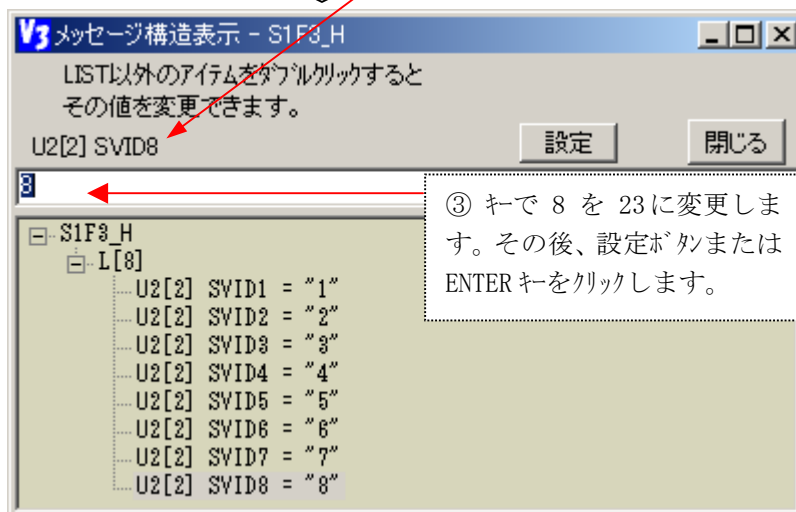 V3 メッセージ構造表示 - S1F3_H
LIST以外のアイテムをダブルクリックすると
その値を変更できます。
U2[2] SVID8
設定
閉じる
8
③ キーで 8 を 23に変更しま
す。その後、設定ボタンまたは
ENTERキーをクリックします。
S1F3_H
L[8]
U2[2] SVID1 = "1"
U2[2] SVID2 = "2"
U2[2] SVID3 = "3"
U2[2] SVID4 = "4"
U2[2] SVID5 = "5"
U2[2] SVID6 = "6"
U2[2] SVID7 = "7"
U2[2] SVID8 = "8"